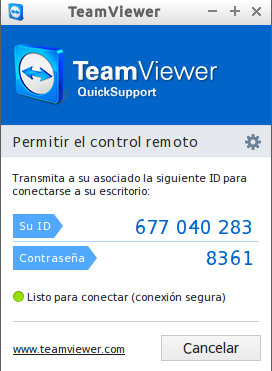 TeamViewer
TeamViewer
QuickSupport
Permitir el control remoto
Transmita a su asociado la siguiente ID para
conectarse a su escritorio:
Su ID 677 040 283
Contraseña 8361
Listo para conectar (conexión segura)
www.teamviewer.com Cancelar